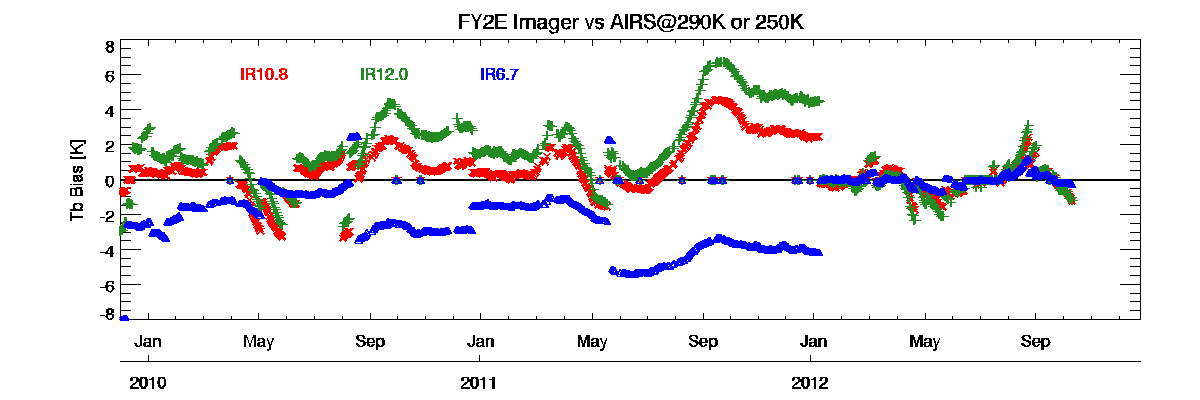 FY2E Imager vs AIRS@290K or 250K
8
6
4
2
0
-2
-4
-6
-8
Tb Bias [K]
IR10.8 IR12.0 IR6.7
Jan May Sep Jan May Sep Jan May Sep
2010 2011 2012